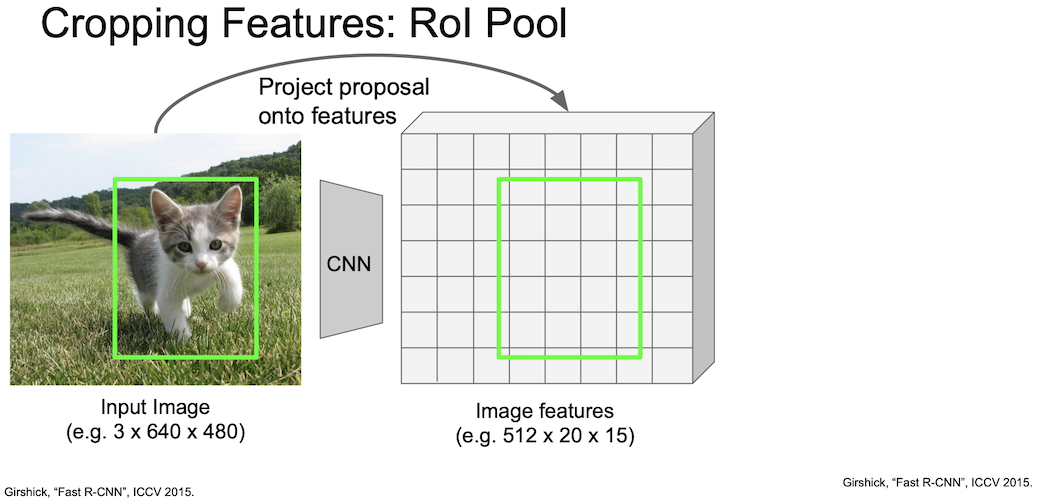 Cropping Features: RoI Pool
Project proposal
onto features
CNN
Input Image
(e.g. 3 x 640 x 480)
Image features
(e.g. 512 x 20 x 15)
Girshick, “Fast R-CNN”, ICCV 2015.
Girshick, “Fast R-CNN”, ICCV 2015.